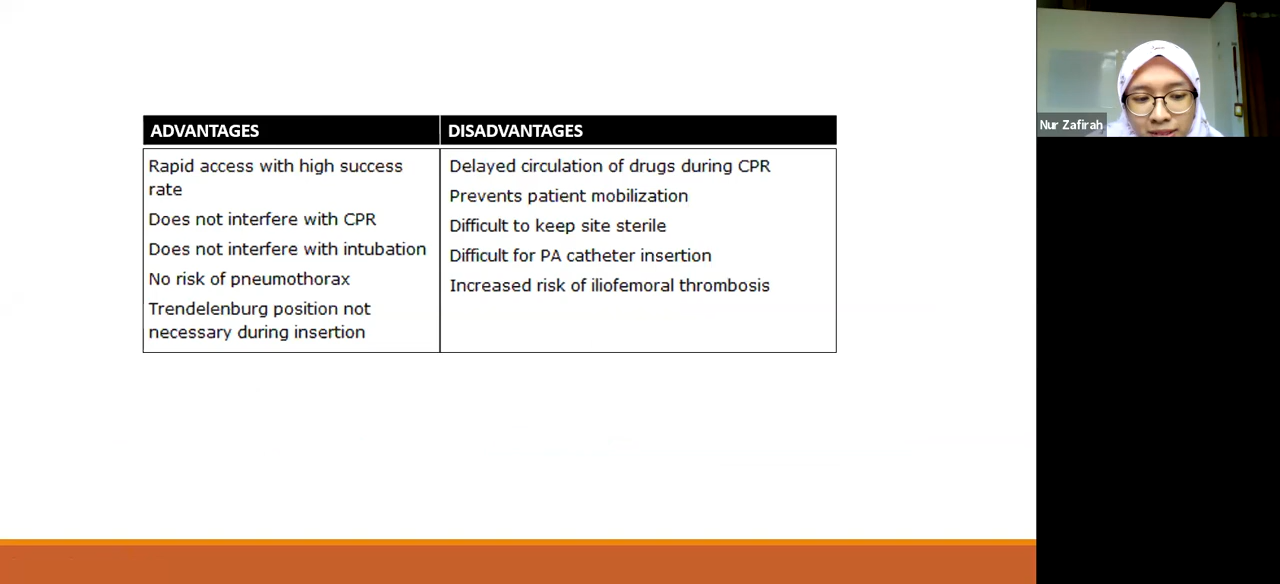 ADVANTAGES
DISADVANTAGES
Rapid access with high success
rate
Does not interfere with CPR
Does not interfere with intubation
No risk of pneumothorax
Trendelenburg position not
necessary during insertion
Delayed circulation of drugs during CPR
Prevents patient mobilization
Difficult to keep site sterile
Difficult for PA catheter insertion
Increased risk of iliofemoral thrombosis
Nur Zafirah